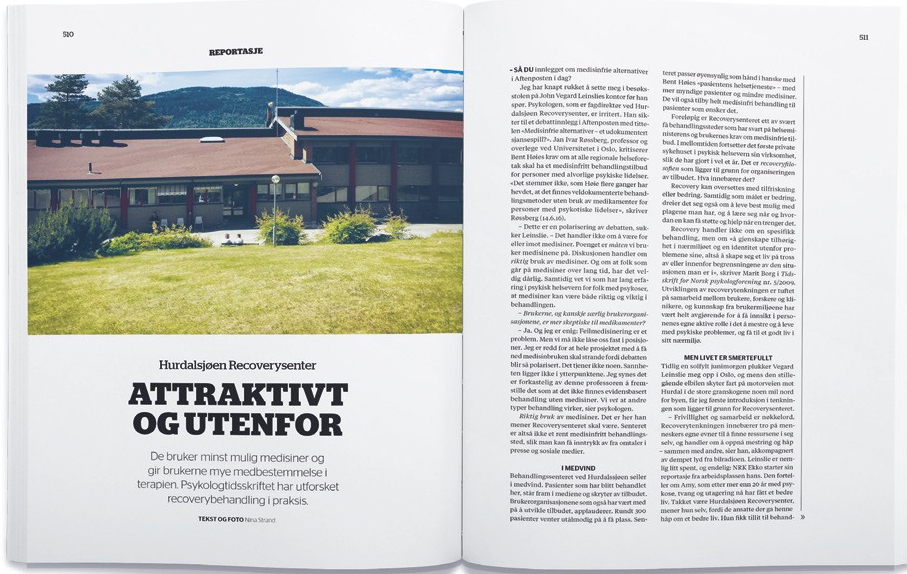 510
REPORTASJE
Hurdalsjøen Recoverysenter
ATTRAKTIVT
OG UTENFOR
De bruker minst mulig medisiner og
gir brukerne mye medbestemmelse i
terapien. Psykologtidsskriftet har utforsket
recoverybehandling i praksis.
TEKST OG FOTO Nina Strand
511
– SÅ DU innlegget om medisinfrie alternativer
i Aftenposten i dag?
Jeg har knapt rukket å sette meg i besøks-
stolen på John Vegard Leinslies kontor før han
spør. Psykologen, som er fagdirektør ved Hur-
dalsjøen Recoverysenter, er irritert. Han sik-
ter til et debattinnlegg i Aftenposten med titte-
len «Medisinfrie alternativer – et udokumentert
sjansespill?». Jan Ivar Røssberg, professor og
overlege ved Universitetet i Oslo, kritiserer
Bent Høies krav om at alle regionale helsefore-
tak skal ha et medisinfritt behandlingstilbud
for personer med alvorlige psykiske lidelser.
«Det stemmer ikke, som Høie flere ganger har
hevdet, at det finnes veldokumenterte behand-
lingsmetoder uten bruk av medikamenter for
personer med psykotiske lidelser», skriver
Røssberg (14.6.16).
– Dette er en polarisering av debatten, suk-
ker Leinslie. – Det handler ikke om å være for
eller imot medisiner. Poenget er måten vi bru-
ker medisinene på. Diskusjonen handler om
riktig bruk av medisiner. Og om at folk som
går på medisiner over lang tid, har det vel-
dig dårlig. Samtidig vet vi som har lang erfa-
ring i psykisk helsevern for folk med psykoser,
at medisiner kan være både riktig og viktig i
behandlingen.
– Brukerne, og kanskje særlig brukerorgani-
sasjonene, er mer skeptiske til medikamenter?
– Ja. Og jeg er enig: Feilmedisinering er et
problem. Men vi må ikke låse oss fast i posisjo-
ner. Jeg er redd for at hele prosjektet med å få
ned medisinbruken skal strande fordi debatten
blir så polarisert. Det tjener ikke noen. Sannhe-
ten ligger ikke i ytterpunktene. Jeg synes det
er forkastelig av denne professoren å frem-
stille det som at det ikke finnes evidensbasert
behandling uten medisiner. Vi vet at andre
typer behandling virker, sier psykologen.
Riktig bruk av medisiner. Det er her han
mener Recoverysenteret skal være. Senteret
er altså ikke et rent medisinfritt behandlings-
sted, slik man kan få inntrykk av fra omtaler i
presse og sosiale medier.
I MEDVIND
Behandlingssenteret ved Hurdalsjøen seiler
i medvind. Pasienter som har blitt behandlet
her, står fram i mediene og skryter av tilbudet.
Brukerorganisasjonene som også har vært med
på å utvikle tilbudet, applauderer. Rundt 300
pasienter venter utålmodig på å få plass. Sen-
teret passer øyensynlig som hånd i hanske med
Bent Høies «pasientens helsetjeneste» – med
mer myndige pasienter og mindre medisiner.
De vil også tilby helt medisinfri behandling til
pasienter som ønsker det.
Foreløpig er Recoverysenteret ett av svært
få behandlingssteder som har svart på helsemi-
nisterens og brukernes krav om medisinfrie til-
bud. I mellomtiden fortsetter det første private
sykehuset i psykisk helsevern sin virksomhet,
slik de har gjort i vel et år. Det er recoveryfilo-
sofien som ligger til grunn for organiseringen
av tilbudet. Hva innebærer det?
Recovery kan oversettes med tilfriskning
eller bedring. Samtidig som målet er bedring,
dreier det seg også om å leve best mulig med
plagene man har, og å lære seg når og hvor-
dan en kan få støtte og hjelp når en trenger det.
Recovery handler ikke om en spesifikk
behandling, men om «å gjenskape tilhørig-
het i nærmiljøet og en identitet utenfor pro-
blemene sine, altså å skape seg et liv på tross
av eller innenfor begrensningene av den situ-
asjonen man er i», skriver Marit Borg i Tids-
skrift for Norsk psykologforening nr. 5/2009.
Utviklingen av recoverytenkningen er tuftet
på samarbeid mellom brukere, forskere og kli-
nikere, og kunnskap fra brukermiljøene har
vært helt avgjørende for å få innsikt i perso-
nenes egne aktive rolle i det å mestre og å leve
med psykiske problemer, og få til et godt liv i
sitt nærmiljø.
MEN LIVET ER SMERTEFULLT
Tidlig en solfylt junimorgen plukker Vegard
Leinslie meg opp i Oslo, og mens den stille-
gående elbilen skyter fart på motorveien mot
Hurdal i de store granskogene noen mil nord
for byen, får jeg første introduksjon i tenknin-
gen som ligger til grunn for Recoverysenteret.
– Frivillighet og samarbeid er nøkkelord.
Recoverytenkningen innebærer tro på men-
neskers egne evner til å finne ressursene i seg
selv, og handler om å oppnå mestring og håp
– sammen med andre, sier han, akkompagnert
av dempet lyd fra bilradioen. Leinslie er nem-
lig litt spent, og endelig: NRK Ekko starter sin
reportasje fra arbeidsplassen hans. Den fortel-
ler om Amy, som etter mer enn 20 år med psy-
kose, tvang og utagering nå har fått et bedre
liv. Takket være Hurdalsjøen Recoverysenter,
mener hun selv, fordi de ansatte der ga henne
håp om et bedre liv. Hun fikk tillit til behand- »